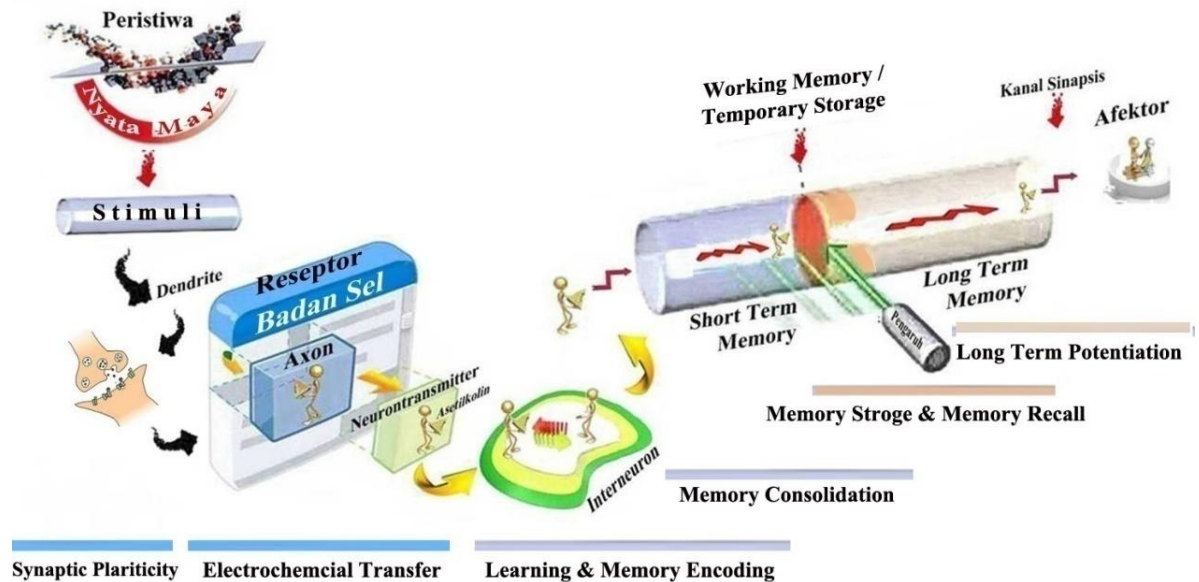 Peristiwa
Nyata Maya
Stimuli
Dendrite
Reseptor
Badan Sel
Axon
Neurontransmitter
Asetilkolin
Interneuron
Working Memory /
Temporary Storage
Kanal Sinapsis
Afektor
Short Term
Memory
Long Term
Memory
Pengaruh
Long Term Potentiation
Memory Stroge & Memory Recall
Memory Consolidation
Synaptic Plariticity
Electrochemcial Transfer
Learning & Memory Encoding